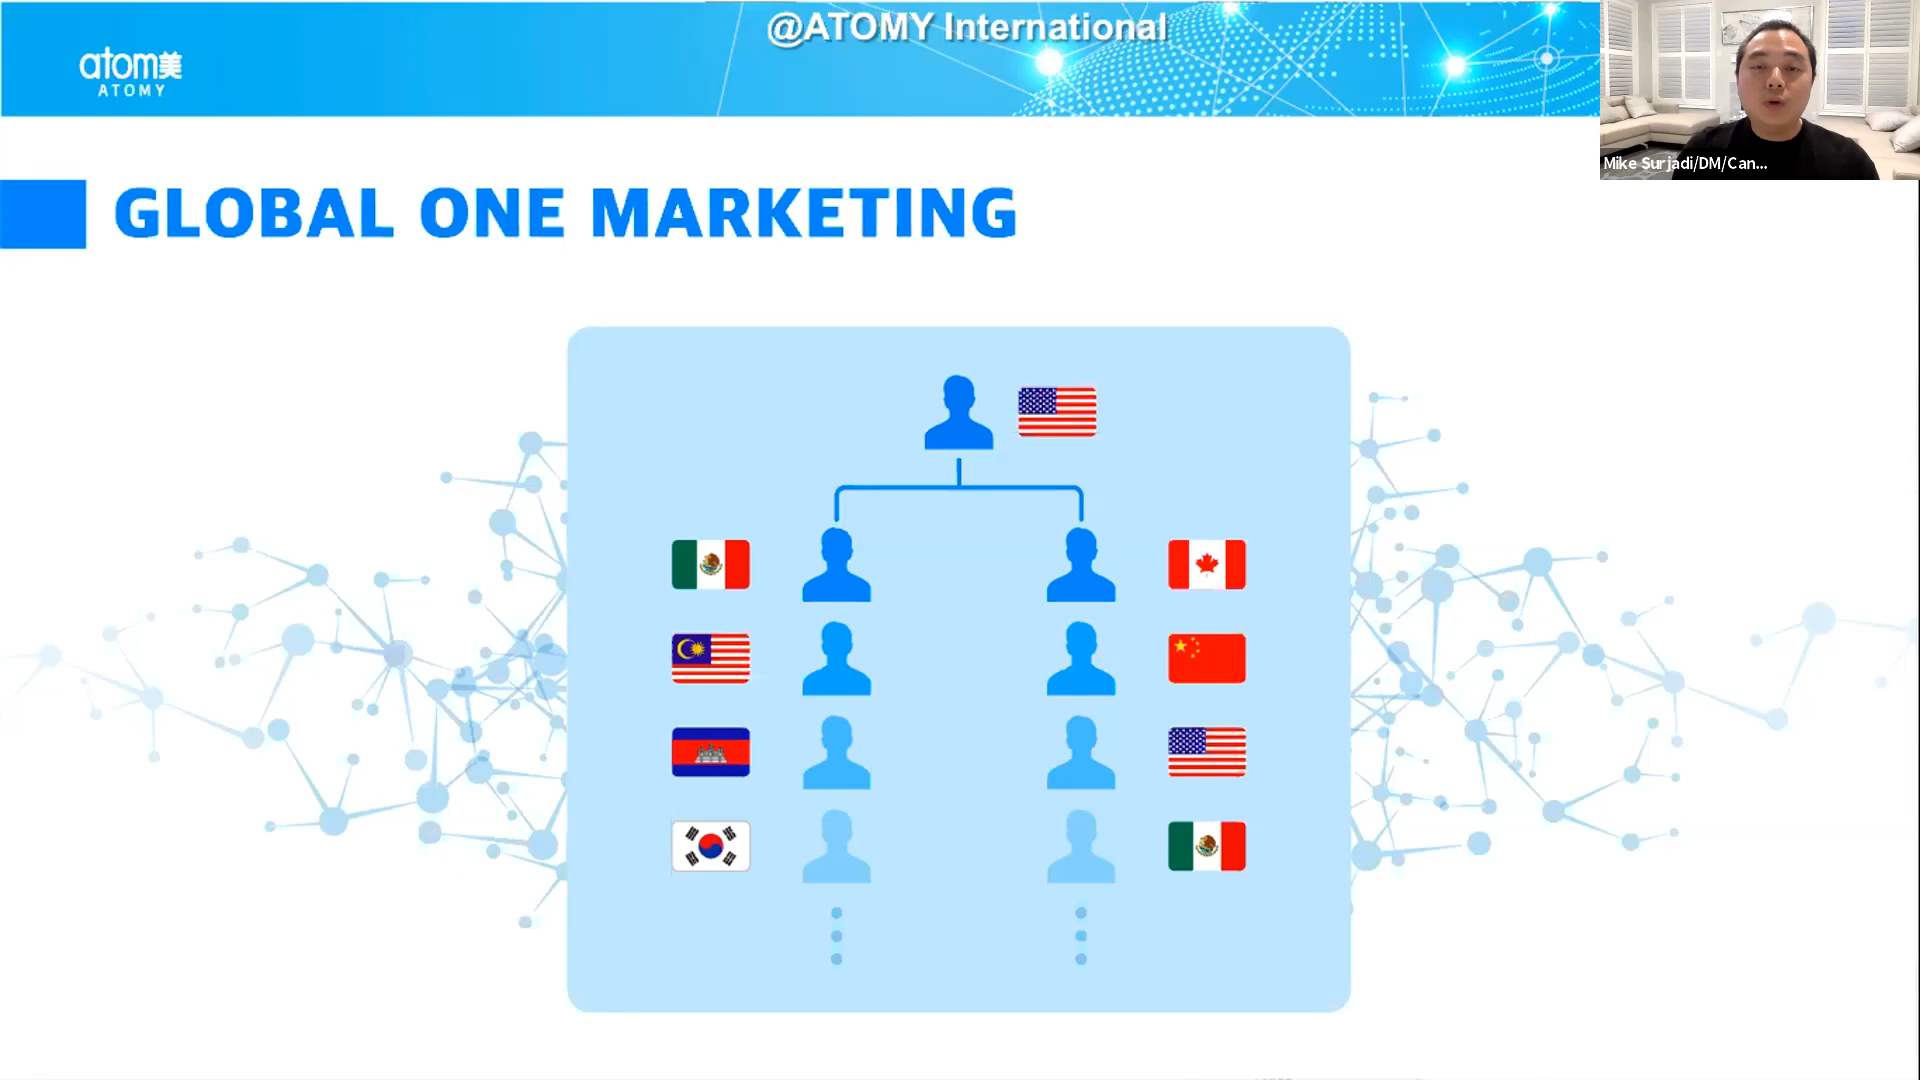 @ATOMY International
atom美
ATOMY
Mike Surjadi/DM/Can...
GLOBAL ONE MARKETING